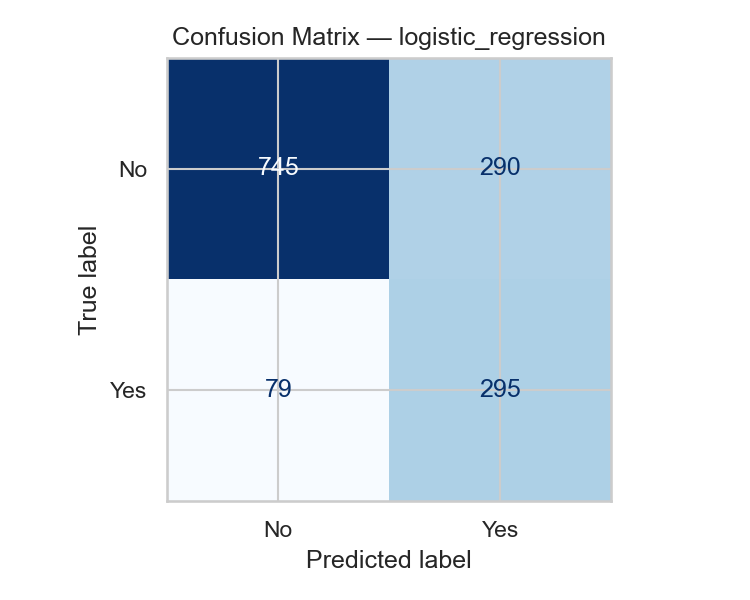 Confusion Matrix — logistic_regression
No
745
290
True label
Yes
79
295
No
Yes
Predicted label